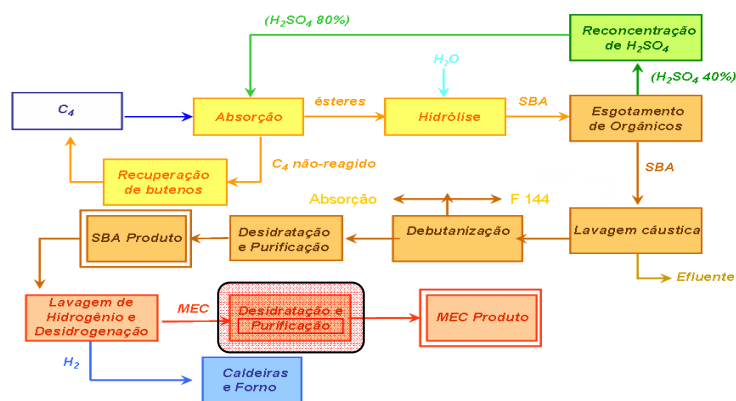 (H₂SO₄ 80%)
Reconcentração
de H₂SO₄
H₂O
(H₂SO₄ 40%)
C₄
Absorção
ésteres
Hidrólise
SBA
Esgotamento
de Orgánicos
Recuperação
de butenos
C₄ não-reagido
SBA
Absorção
F 144
SBA Produto
Desidratação
e Purificação
Debutanização
Lavagem cáustica
Efluente
Lavagem de
Hidrogênio e
Desidrogenação
MEC
Desidratação e
Purificação
MEC Produto
H₂
Caldeiras
e Forno